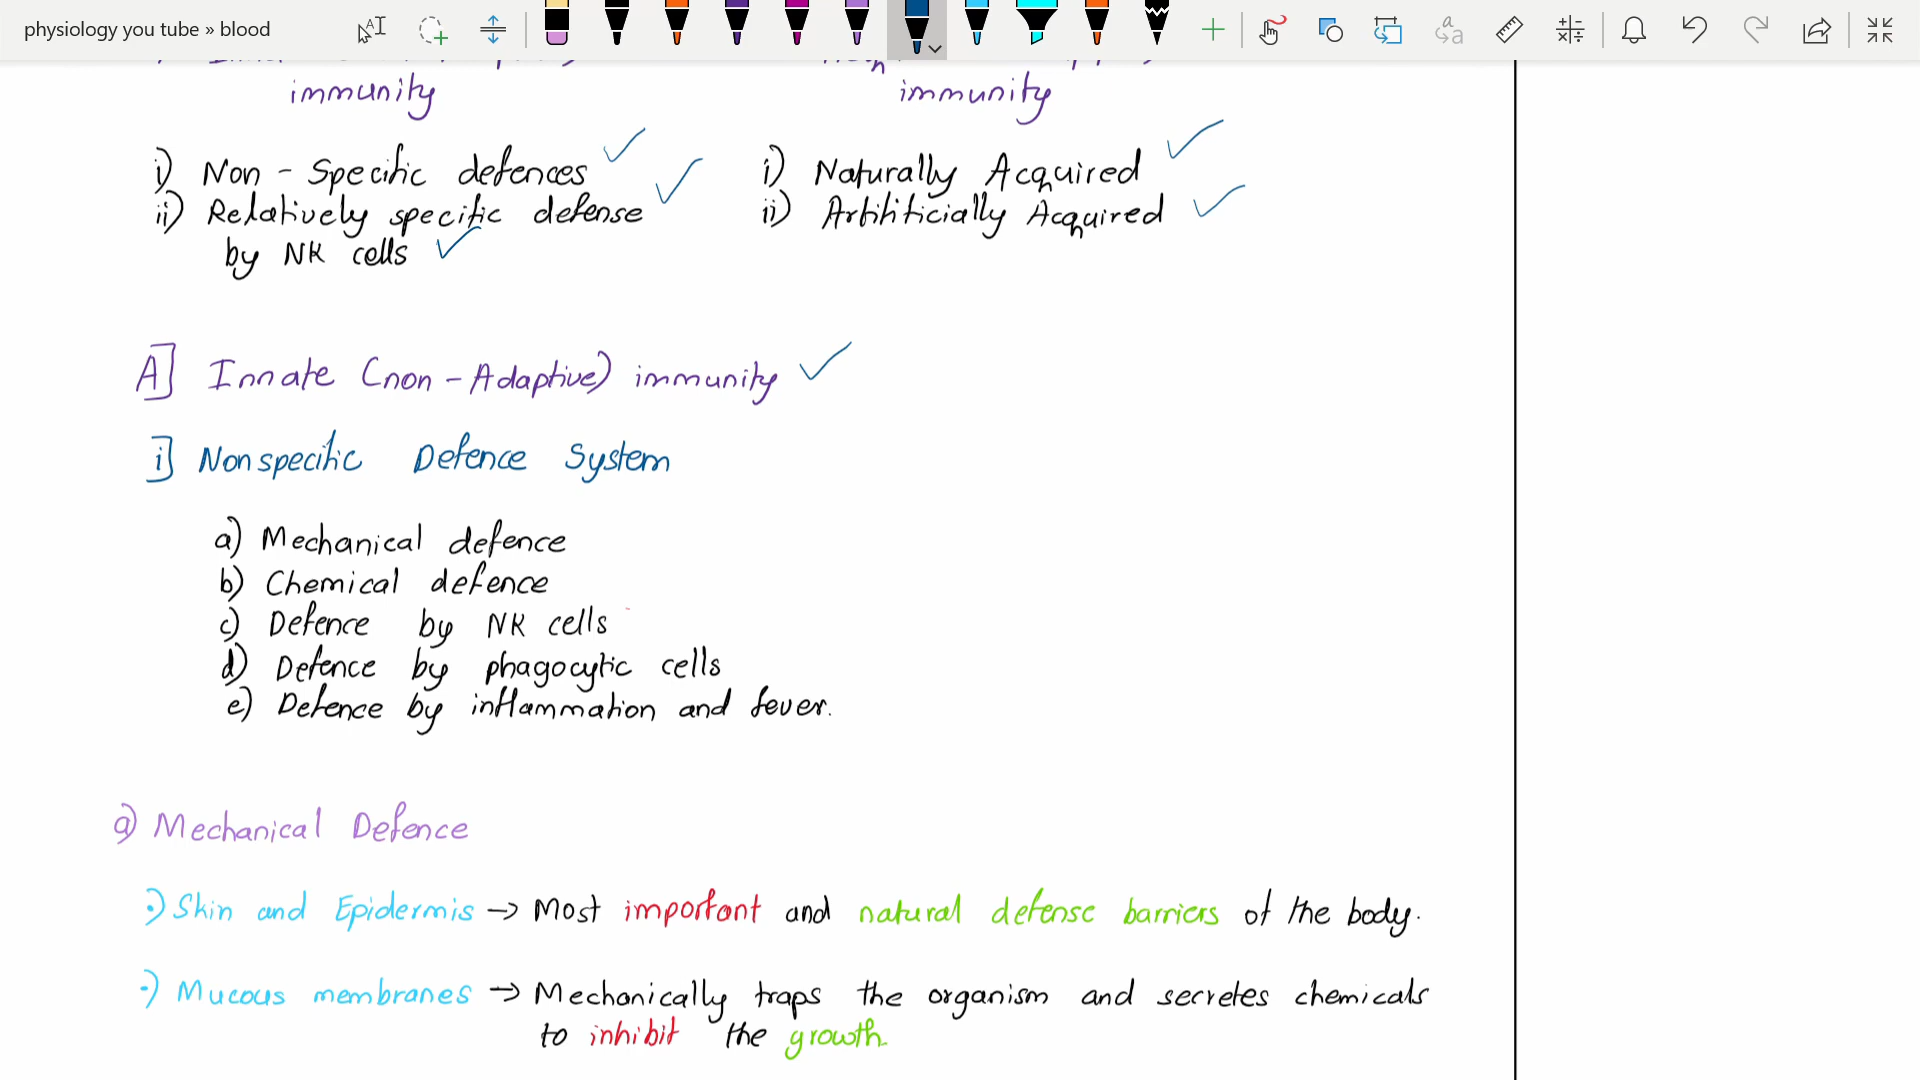 physiology you tube » blood
immunity immunity
i) Non - Specific defences i) Naturally Acquired
ii) Relatively specific defense ii) Artificially Acquired
by NK cells
A] Innate (non - Adaptive) immunity
i] Nonspecific Defence System
a) Mechanical defence
b) Chemical defence
c) Defence by NK cells
d) Defence by phagocytic cells
e) Defence by inflammation and fever.
a) Mechanical Defence
·) Skin and Epidermis → Most important and natural defense barriers of the body.
·) Mucous membranes → Mechanically traps the organism and secretes chemicals
to inhibit the growth